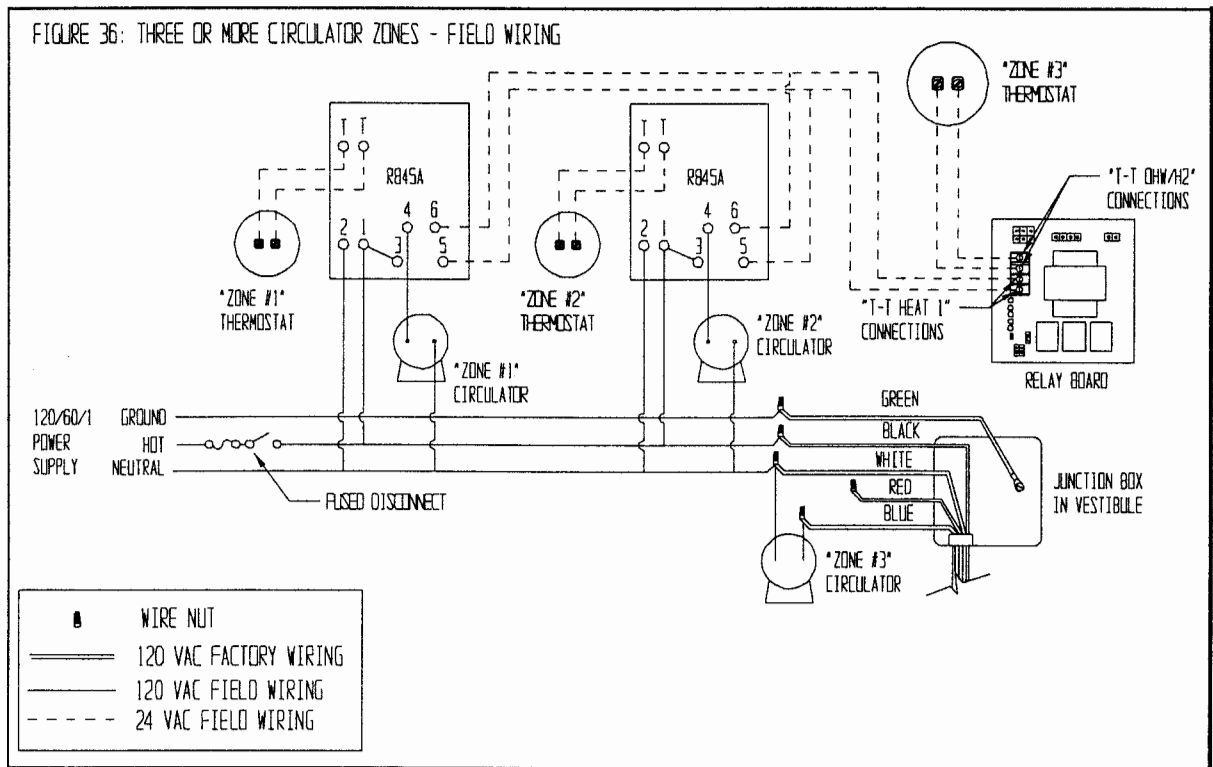 FIGURE 36: THREE OR MORE CIRCULATOR ZONES - FIELD WIRING
"ZONE #3"
THERMOSTAT
T T
R845A
2 1 4 6
3 5
T T
R845A
2 1 4 6
3 5
"T-T DHW/H2"
CONNECTIONS
"ZONE #1"
THERMOSTAT
"ZONE #2"
THERMOSTAT
"T-T HEAT 1"
CONNECTIONS
"ZONE #1"
CIRCULATOR
"ZONE #2"
CIRCULATOR
RELAY BOARD
120/60/1
POWER
SUPPLY
GROUND
HOT
NEUTRAL
FUSED DISCONNECT
GREEN
BLACK
WHITE
RED
BLUE
JUNCTION BOX
IN VESTIBULE
"ZONE #3"
CIRCULATOR
WIRE NUT
120 VAC FACTORY WIRING
120 VAC FIELD WIRING
24 VAC FIELD WIRING